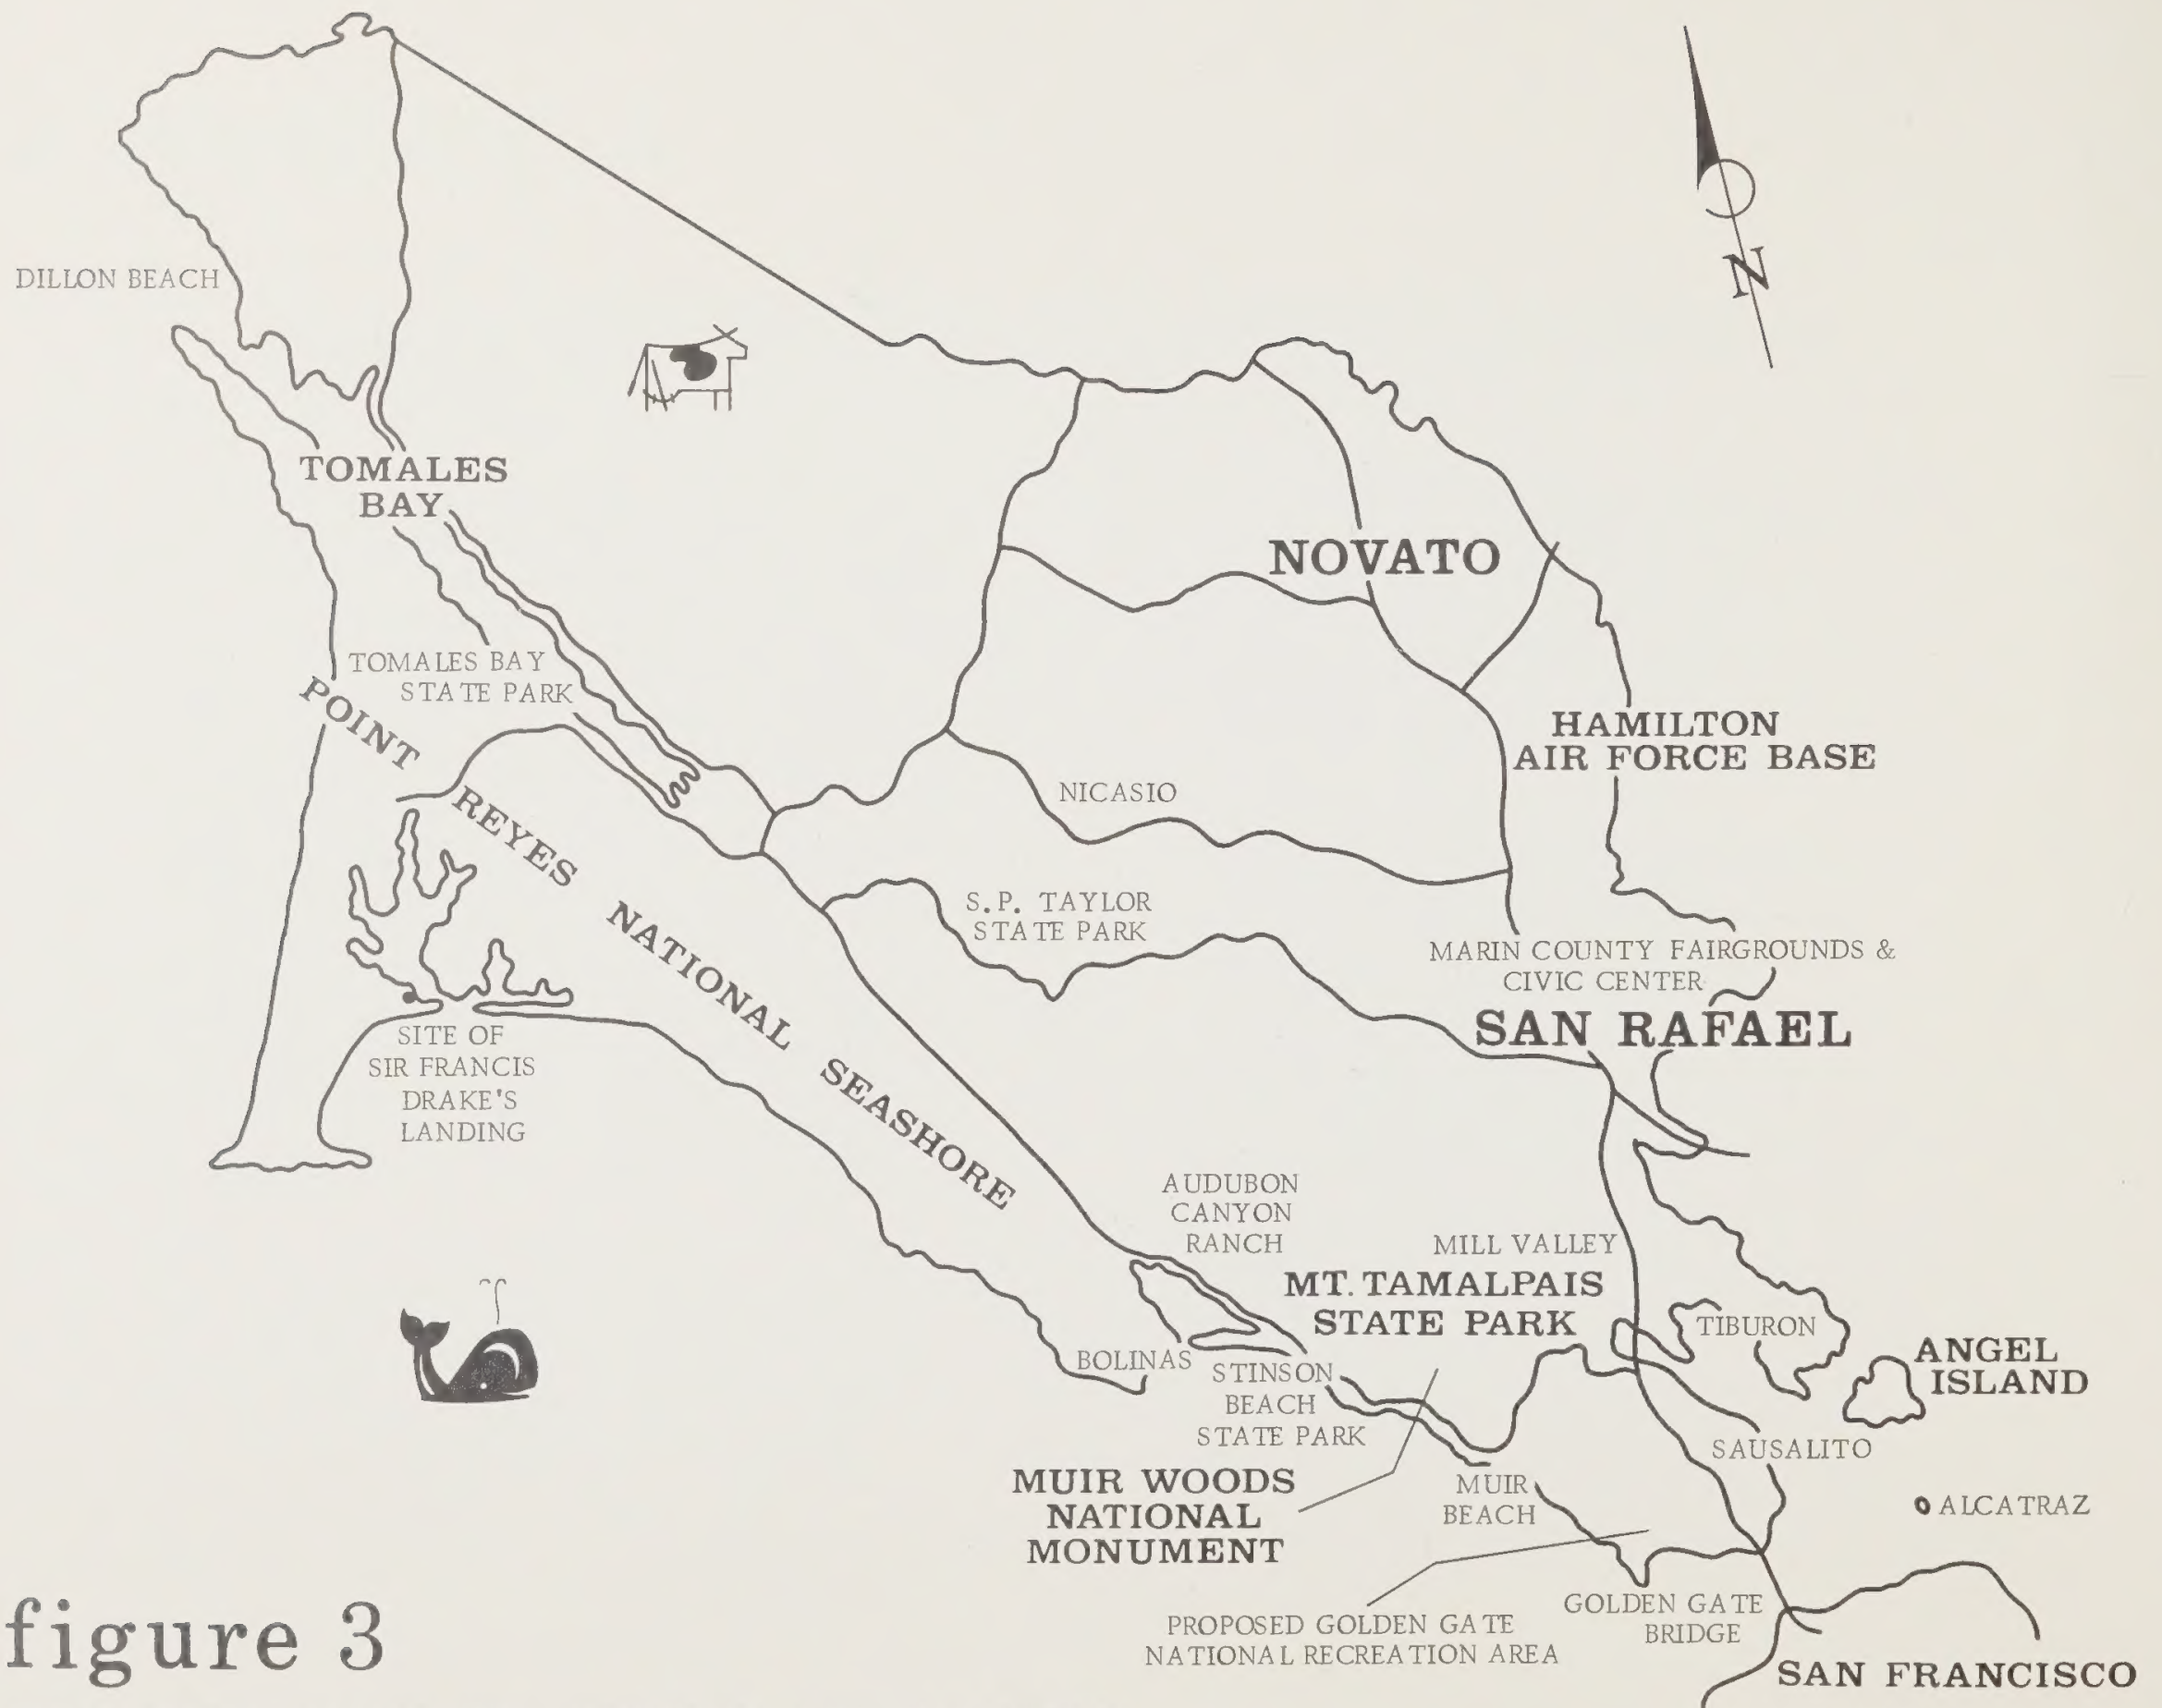 N
DILLON BEACH
TOMALES
BAY
NOVATO
TOMALES BAY
STATE PARK
HAMILTON
AIR FORCE BASE
POINT REYES NATIONAL SEASHORE
NICASIO
S.P. TAYLOR
STATE PARK
MARIN COUNTY FAIRGROUNDS &
CIVIC CENTER
SAN RAFAEL
SITE OF
SIR FRANCIS
DRAKE'S
LANDING
AUDUBON
CANYON
RANCH
MILL VALLEY
MT. TAMALPAIS
STATE PARK
TIBURON
ANGEL
ISLAND
BOLINAS
STINSON
BEACH
STATE PARK
SAUSALITO
MUIR WOODS
NATIONAL
MONUMENT
MUIR
BEACH
ALCATRAZ
GOLDEN GATE
BRIDGE
PROPOSED GOLDEN GATE
NATIONAL RECREATION AREA
SAN FRANCISCO
figure 3